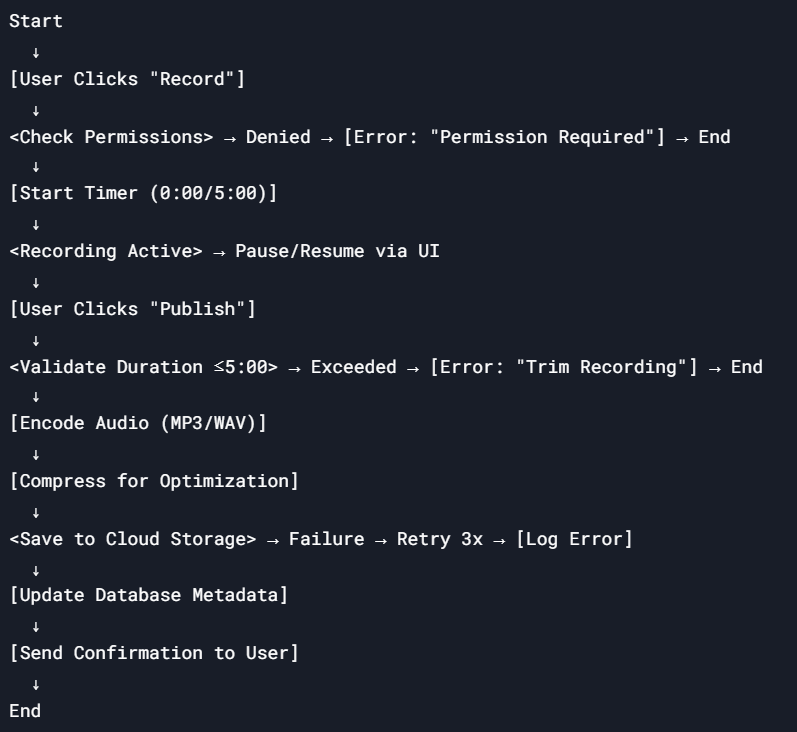 Start
↓
[User Clicks "Record"]
↓
<Check Permissions> → Denied → [Error: "Permission Required"] → End
↓
[Start Timer (0:00/5:00)]
↓
<Recording Active> → Pause/Resume via UI
↓
[User Clicks "Publish"]
↓
<Validate Duration ≤5:00> → Exceeded → [Error: "Trim Recording"] → End
↓
[Encode Audio (MP3/WAV)]
↓
[Compress for Optimization]
↓
<Save to Cloud Storage> → Failure → Retry 3x → [Log Error]
↓
[Update Database Metadata]
↓
[Send Confirmation to User]
↓
End